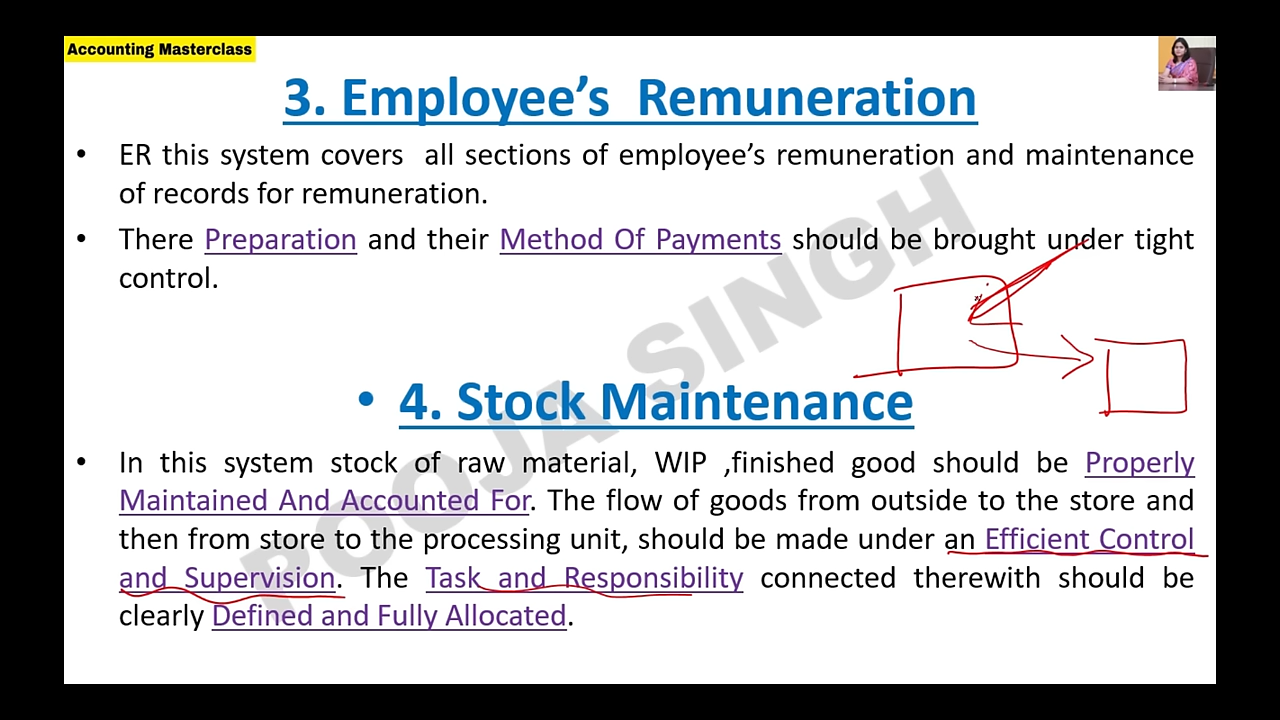 Accounting Masterclass
3. Employee’s Remuneration
• ER this system covers all sections of employee’s remuneration and maintenance
of records for remuneration.
• There Preparation and their Method Of Payments should be brought under tight
control.
• 4. Stock Maintenance
• In this system stock of raw material, WIP ,finished good should be Properly
Maintained And Accounted For. The flow of goods from outside to the store and
then from store to the processing unit, should be made under an Efficient Control
and Supervision. The Task and Responsibility connected therewith should be
clearly Defined and Fully Allocated.
POOJA SINGH